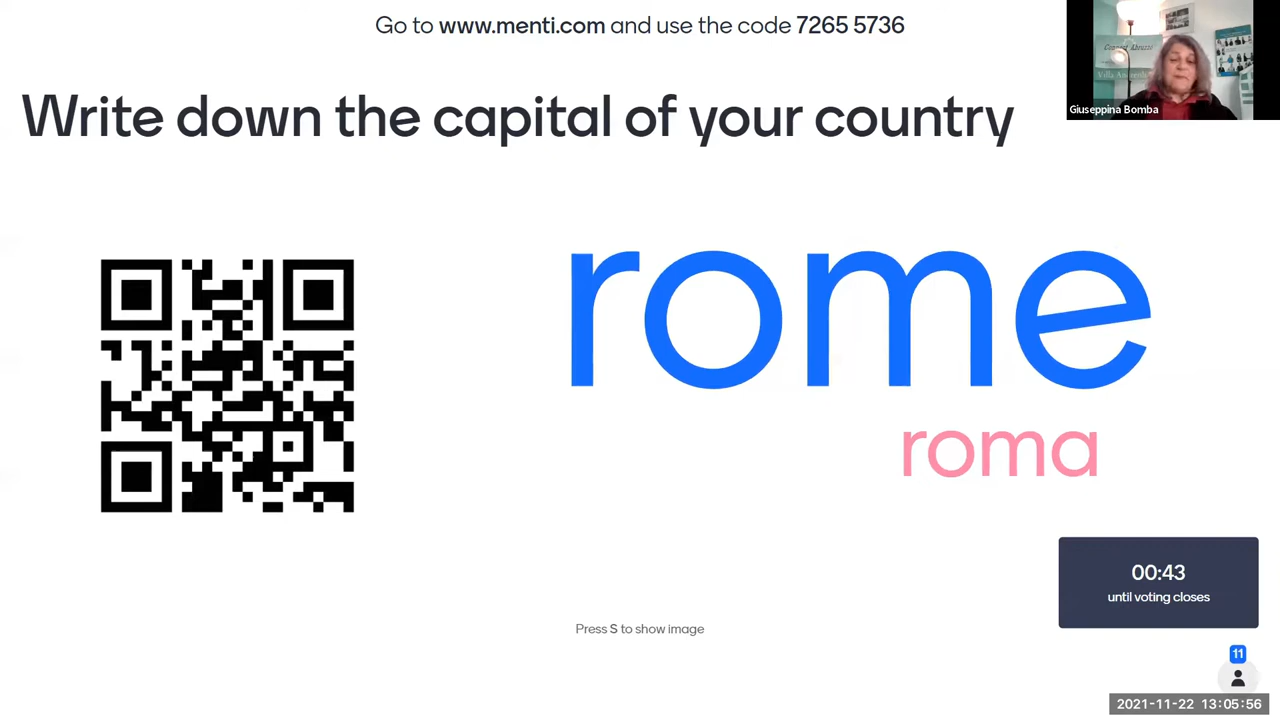 Go to www.menti.com and use the code 7265 5736
Giuseppina Bomba
Write down the capital of your country
rome
roma
00:43
until voting closes
Press S to show image
11
2021-11-22 13:05:56